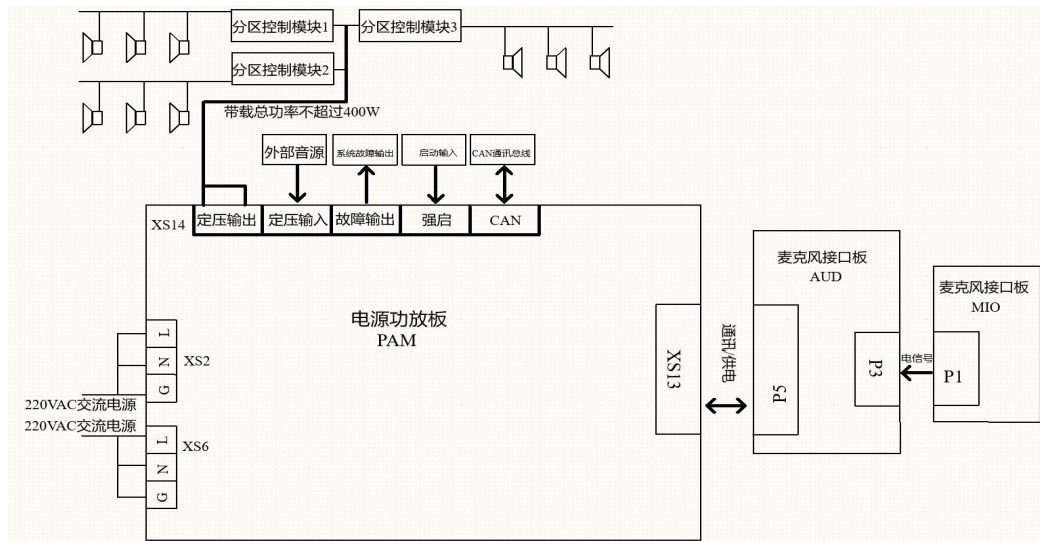 分区控制模块1
分区控制模块3
分区控制模块2
带载总功率不超过400W
外部音源
系统故障输出
启动输入
CAN通讯总线
XS14
定压输出
定压输入
故障输出
强启
CAN
麦克风接口板
AUD
麦克风接口板
MIO
电源功放板
PAM
L
N
G
XS2
XS13
通讯/供电
P5
P3
电信号
P1
220VAC交流电源
220VAC交流电源
L
N
G
XS6